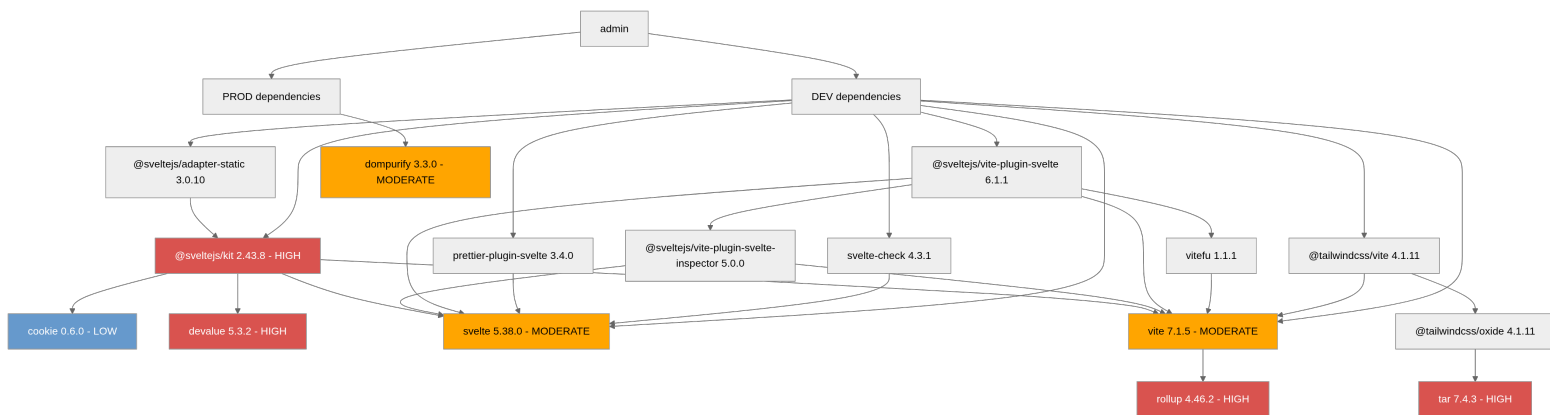 admin
PROD dependencies
DEV dependencies
@sveltejs/adapter-static
3.0.10
dompurify 3.3.0 -
MODERATE
@sveltejs/vite-plugin-svelte
6.1.1
@sveltejs/kit 2.43.8 - HIGH
prettier-plugin-svelte 3.4.0
@sveltejs/vite-plugin-svelte-
inspector 5.0.0
svelte-check 4.3.1
vitefu 1.1.1
@tailwindcss/vite 4.1.11
cookie 0.6.0 - LOW
devalue 5.3.2 - HIGH
svelte 5.38.0 - MODERATE
vite 7.1.5 - MODERATE
@tailwindcss/oxide 4.1.11
rollup 4.46.2 - HIGH
tar 7.4.3 - HIGH